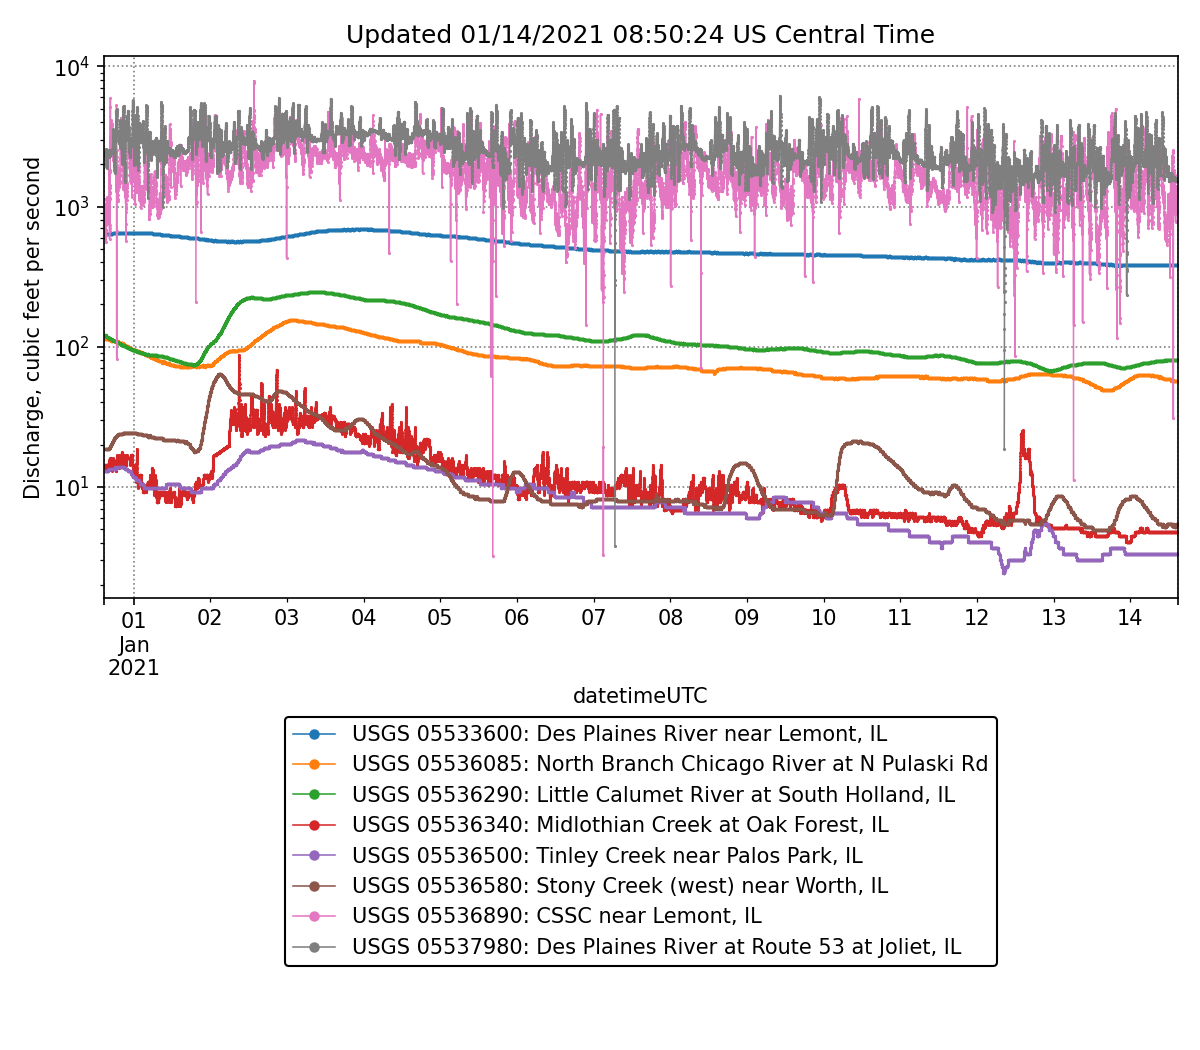 Updated 01/14/2021 08:50:24 US Central Time
Discharge, cubic feet per second
10⁴
10³
10²
10¹
01 02 03 04 05 06 07 08 09 10 11 12 13 14
Jan
2021
datetimeUTC
USGS 05533600: Des Plaines River near Lemont, IL
USGS 05536085: North Branch Chicago River at N Pulaski Rd
USGS 05536290: Little Calumet River at South Holland, IL
USGS 05536340: Midlothian Creek at Oak Forest, IL
USGS 05536500: Tinley Creek near Palos Park, IL
USGS 05536580: Stony Creek (west) near Worth, IL
USGS 05536890: CSSC near Lemont, IL
USGS 05537980: Des Plaines River at Route 53 at Joliet, IL